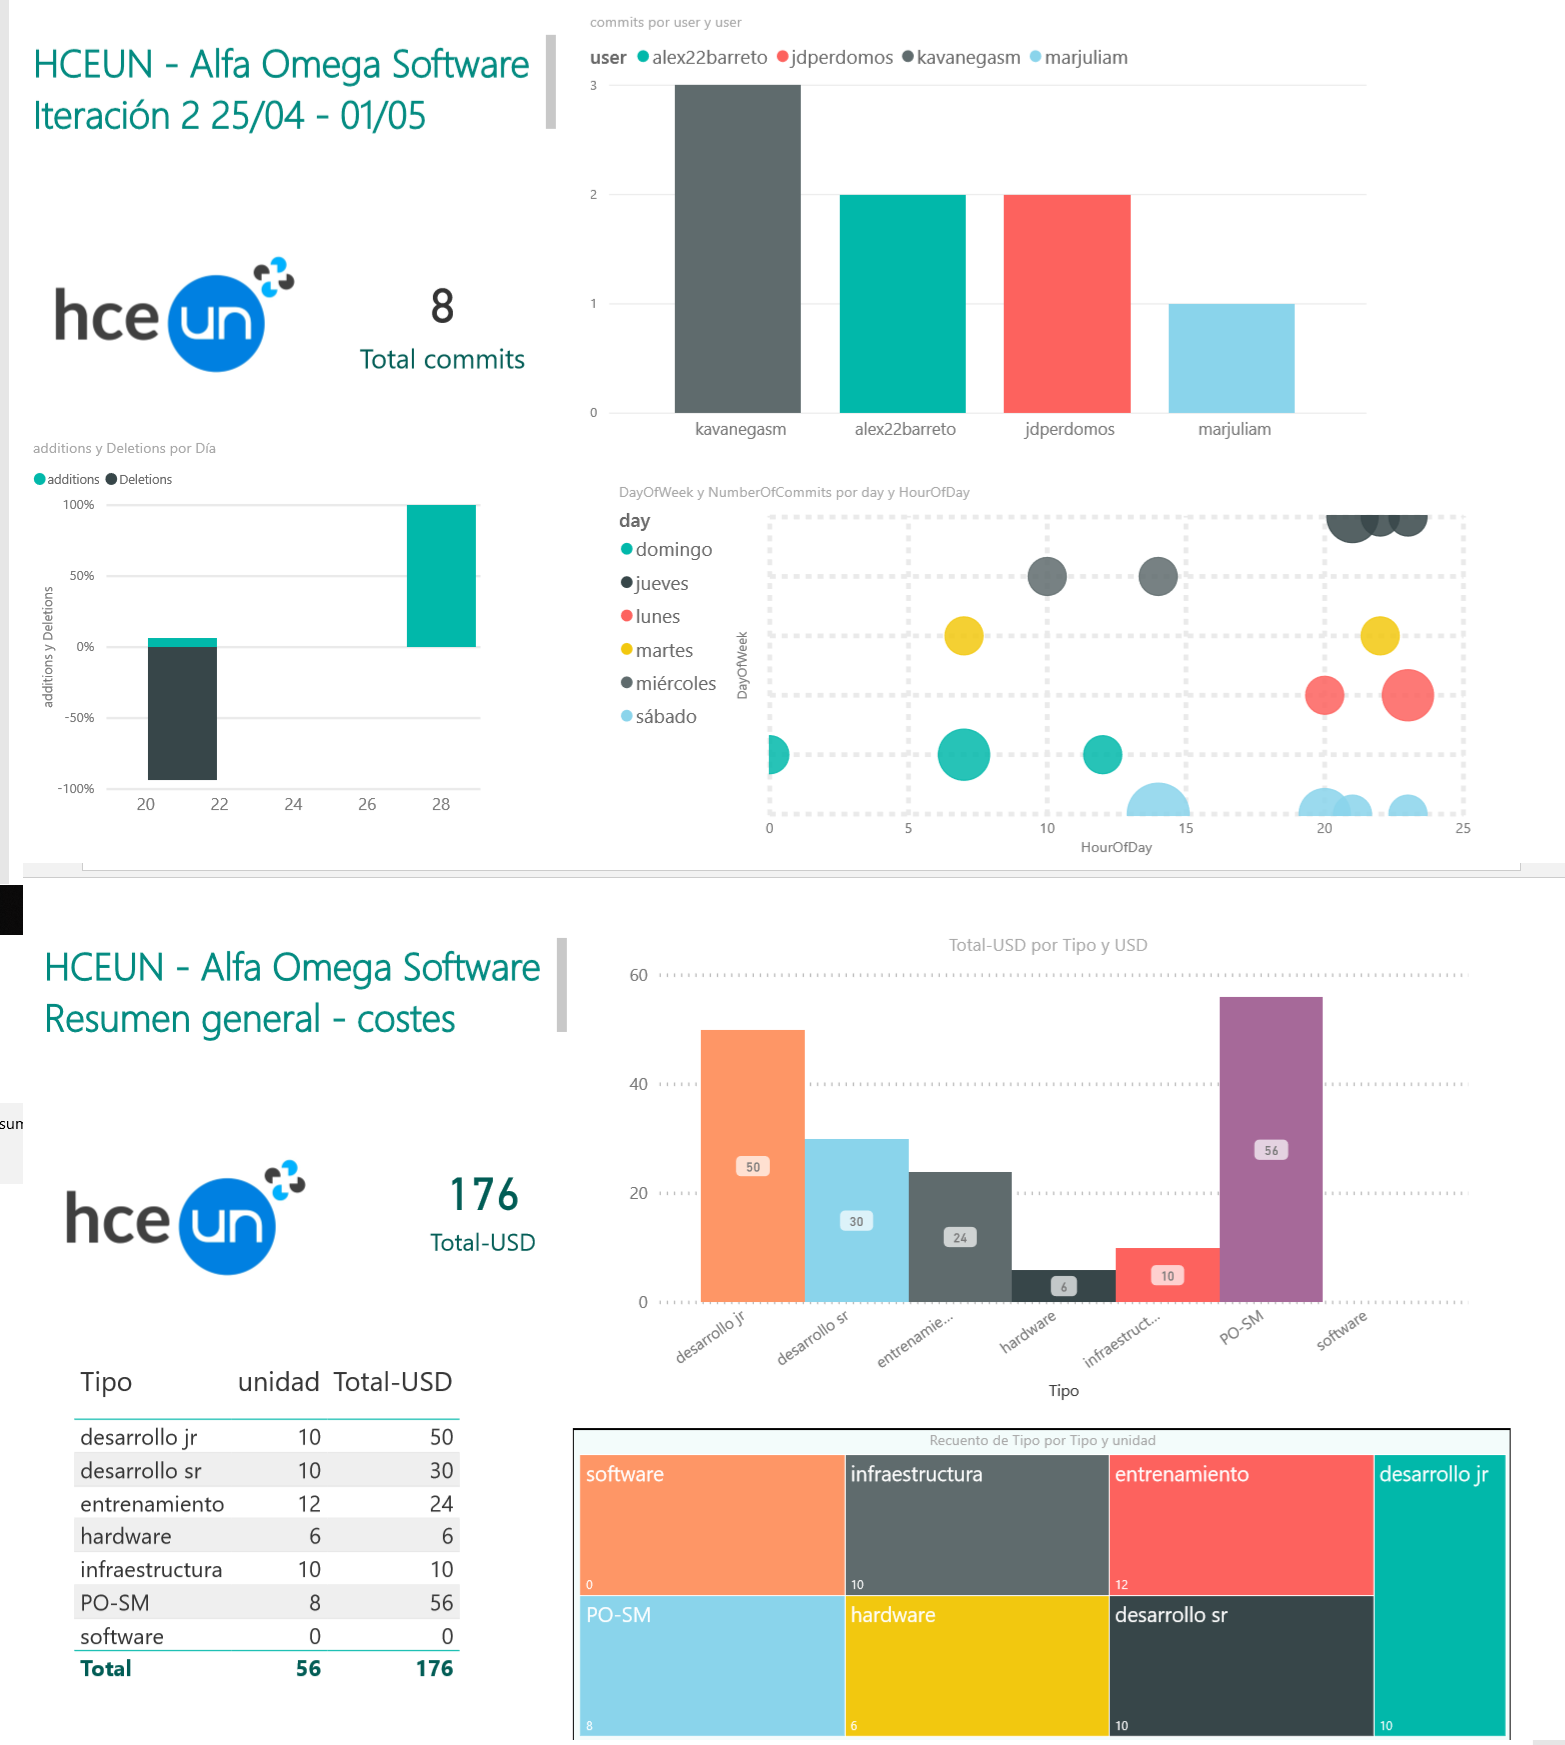 HCEUN - Alfa Omega Software
Iteración 2 25/04 - 01/05
hce un
8
Total commits
commits por user y user
user alex22barreto jdperdomos kavanegasm marjuliam
3
2
1
0
kavanegasm alex22barreto jdperdomos marjuliam
additions y Deletions por Día
additions Deletions
100%
50%
0%
-50%
-100%
additions y Deletions
20 22 24 26 28
DayOfWeek y NumberOfCommits por day y HourOfDay
day
domingo
jueves
lunes
martes
miércoles
sábado
DayOfWeek
0 5 10 15 20 25
HourOfDay
sum
HCEUN - Alfa Omega Software
Resumen general - costes
hce un
176
Total-USD
Total-USD por Tipo y USD
60
40
20
0
50
30
24
6
10
56
desarrollo jr
desarrollo sr
entrenamie...
hardware
infraestruct...
PO-SM
software
Tipo
Tipo unidad Total-USD
desarrollo jr 10 50
desarrollo sr 10 30
entrenamiento 12 24
hardware 6 6
infraestructura 10 10
PO-SM 8 56
software 0 0
Total 56 176
Recuento de Tipo por Tipo y unidad
software infraestructura entrenamiento desarrollo jr
0 10 12
PO-SM hardware desarrollo sr
8 6 10 10